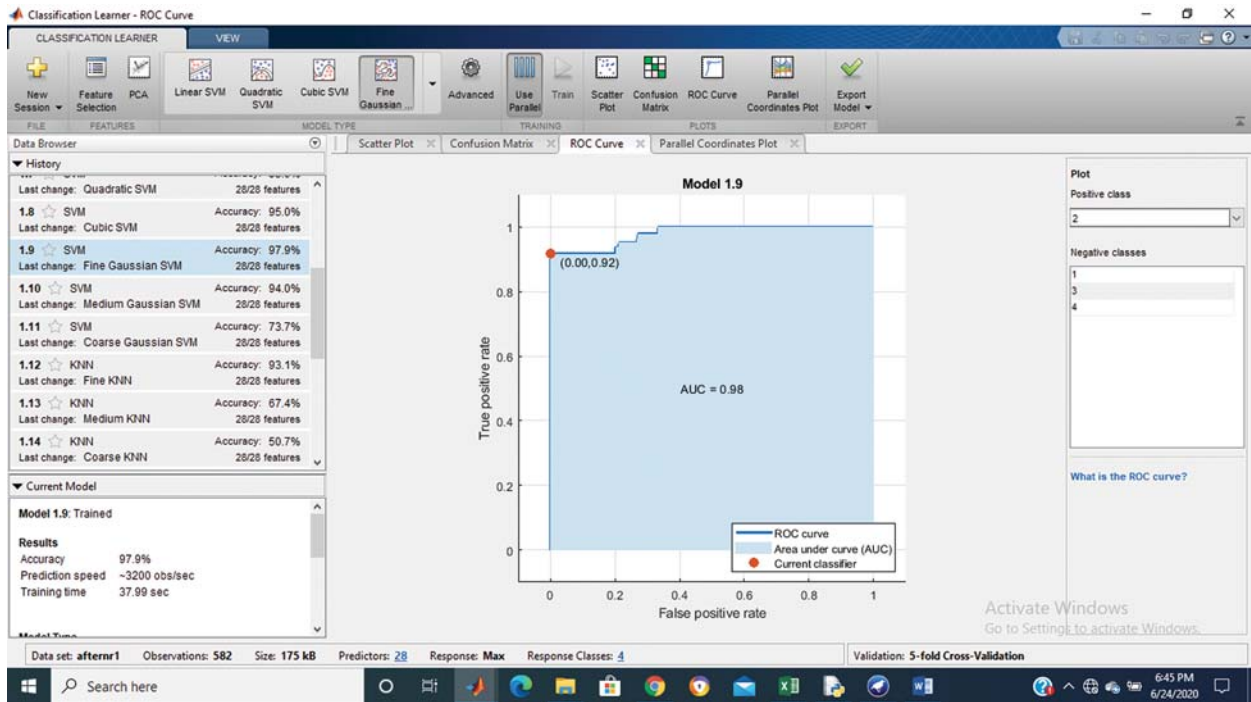 Classification Learner - ROC Curve
CLASSIFICATION LEARNER VIEW
New Session
Feature Selection
PCA
Linear SVM
Quadratic SVM
Cubic SVM
Fine Gaussian ...
Advanced
Use Parallel
Train
Scatter Plot
Confusion Matrix
ROC Curve
Parallel Coordinates Plot
Export Model
FILE FEATURES MODEL TYPE TRAINING PLOTS EXPORT
Data Browser
Scatter Plot Confusion Matrix ROC Curve Parallel Coordinates Plot
History
Last change: Quadratic SVM 28/28 features
1.8 SVM Accuracy: 95.0%
Last change: Cubic SVM 28/28 features
1.9 SVM Accuracy: 97.9%
Last change: Fine Gaussian SVM 28/28 features
1.10 SVM Accuracy: 94.0%
Last change: Medium Gaussian SVM 28/28 features
1.11 SVM Accuracy: 73.7%
Last change: Coarse Gaussian SVM 28/28 features
1.12 KNN Accuracy: 93.1%
Last change: Fine KNN 28/28 features
1.13 KNN Accuracy: 67.4%
Last change: Medium KNN 28/28 features
1.14 KNN Accuracy: 50.7%
Last change: Coarse KNN 28/28 features
Current Model
Model 1.9: Trained
Results
Accuracy 97.9%
Prediction speed ~3200 obs/sec
Training time 37.99 sec
Model Type
Model 1.9
1
0.8
0.6
0.4
0.2
0
True positive rate
(0.00,0.92)
AUC = 0.98
ROC curve
Area under curve (AUC)
Current classifier
0 0.2 0.4 0.6 0.8 1
False positive rate
Plot
Positive class
2
Negative classes
1
3
4
What is the ROC curve?
Activate Windows
Go to Settings to activate Windows.
Data set: afternr1 Observations: 582 Size: 175 kB Predictors: 28 Response: Max Response Classes: 4 Validation: 5-fold Cross-Validation
Search here
6:45 PM
6/24/2020